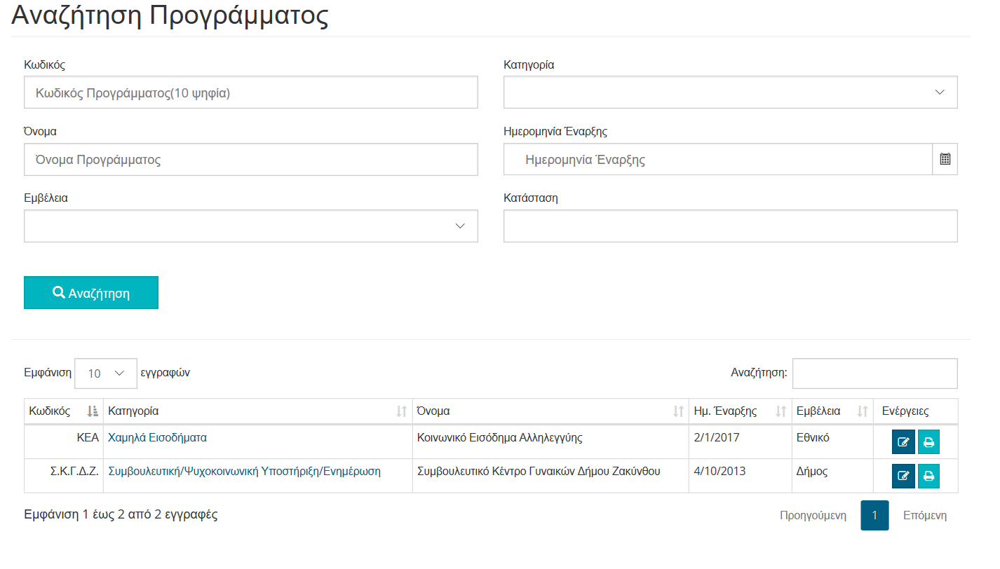 Αναζήτηση Προγράμματος
Κωδικός Κατηγορία
Κωδικός Προγράμματος(10 ψηφία)
Όνομα Ημερομηνία Έναρξης
Όνομα Προγράμματος Ημερομηνία Έναρξης
Εμβέλεια Κατάσταση
Αναζήτηση
Εμφάνιση 10 εγγραφών Αναζήτηση:
Κωδικός Κατηγορία Όνομα Ημ. Έναρξης Εμβέλεια Ενέργειες
ΚΕΑ Χαμηλά Εισοδήματα Κοινωνικό Εισόδημα Αλληλεγγύης 2/1/2017 Εθνικό
Σ.Κ.Γ.Δ.Ζ. Συμβουλευτική/Ψυχοκοινωνική Υποστήριξη/Ενημέρωση Συμβουλευτικό Κέντρο Γυναικών Δήμου Ζακύνθου 4/10/2013 Δήμος
Εμφάνιση 1 έως 2 από 2 εγγραφές Προηγούμενη 1 Επόμενη